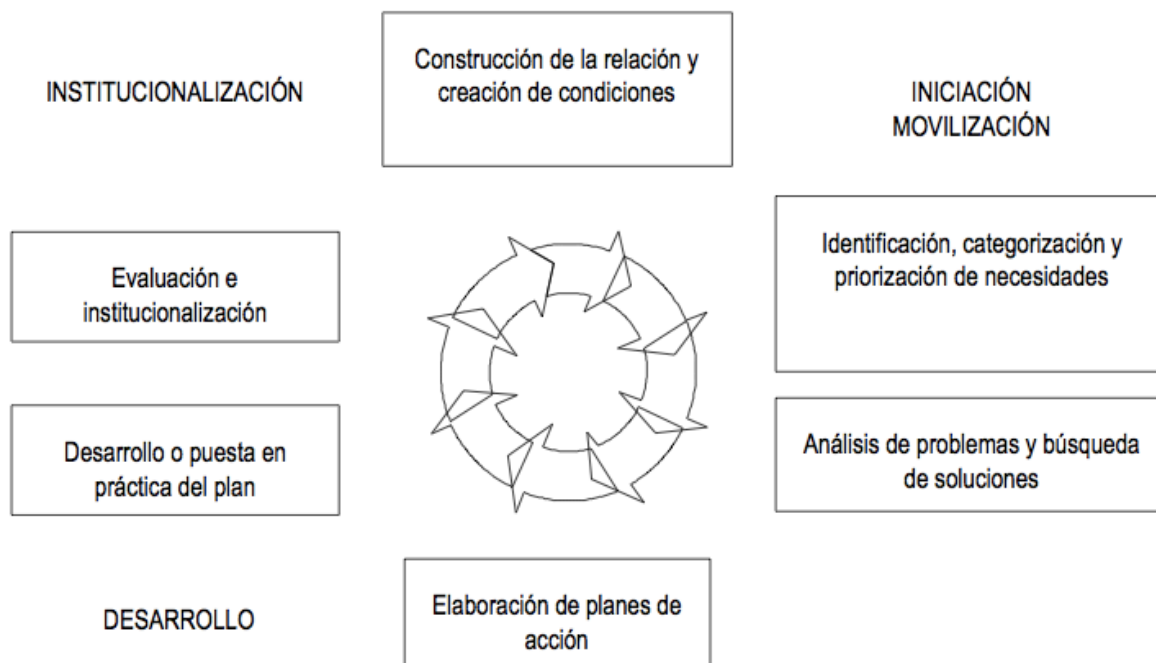 Construcción de la relación y
creación de condiciones
INSTITUCIONALIZACIÓN
INICIACIÓN
MOVILIZACIÓN
Identificación, categorización y
priorización de necesidades
Evaluación e
institucionalización
Análisis de problemas y búsqueda
de soluciones
Desarrollo o puesta en
práctica del plan
Elaboración de planes de
acción
DESARROLLO